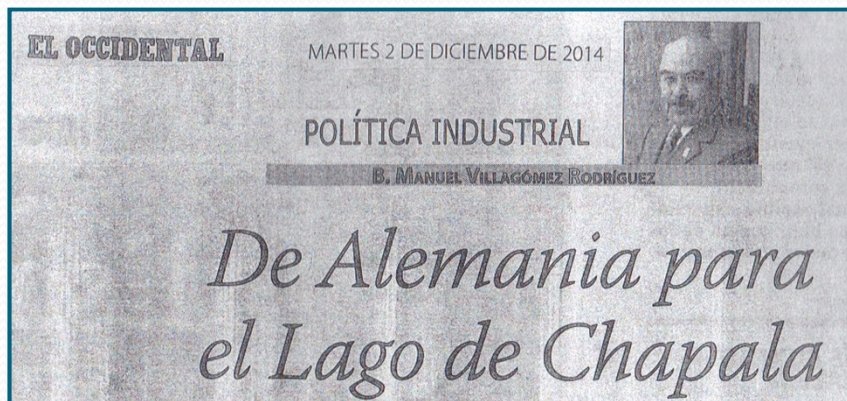 EL OCCIDENTAL
MARTES 2 DE DICIEMBRE DE 2014
POLÍTICA INDUSTRIAL
B. MANUEL VILLAGÓMEZ RODRÍGUEZ
De Alemania para
el Lago de Chapala